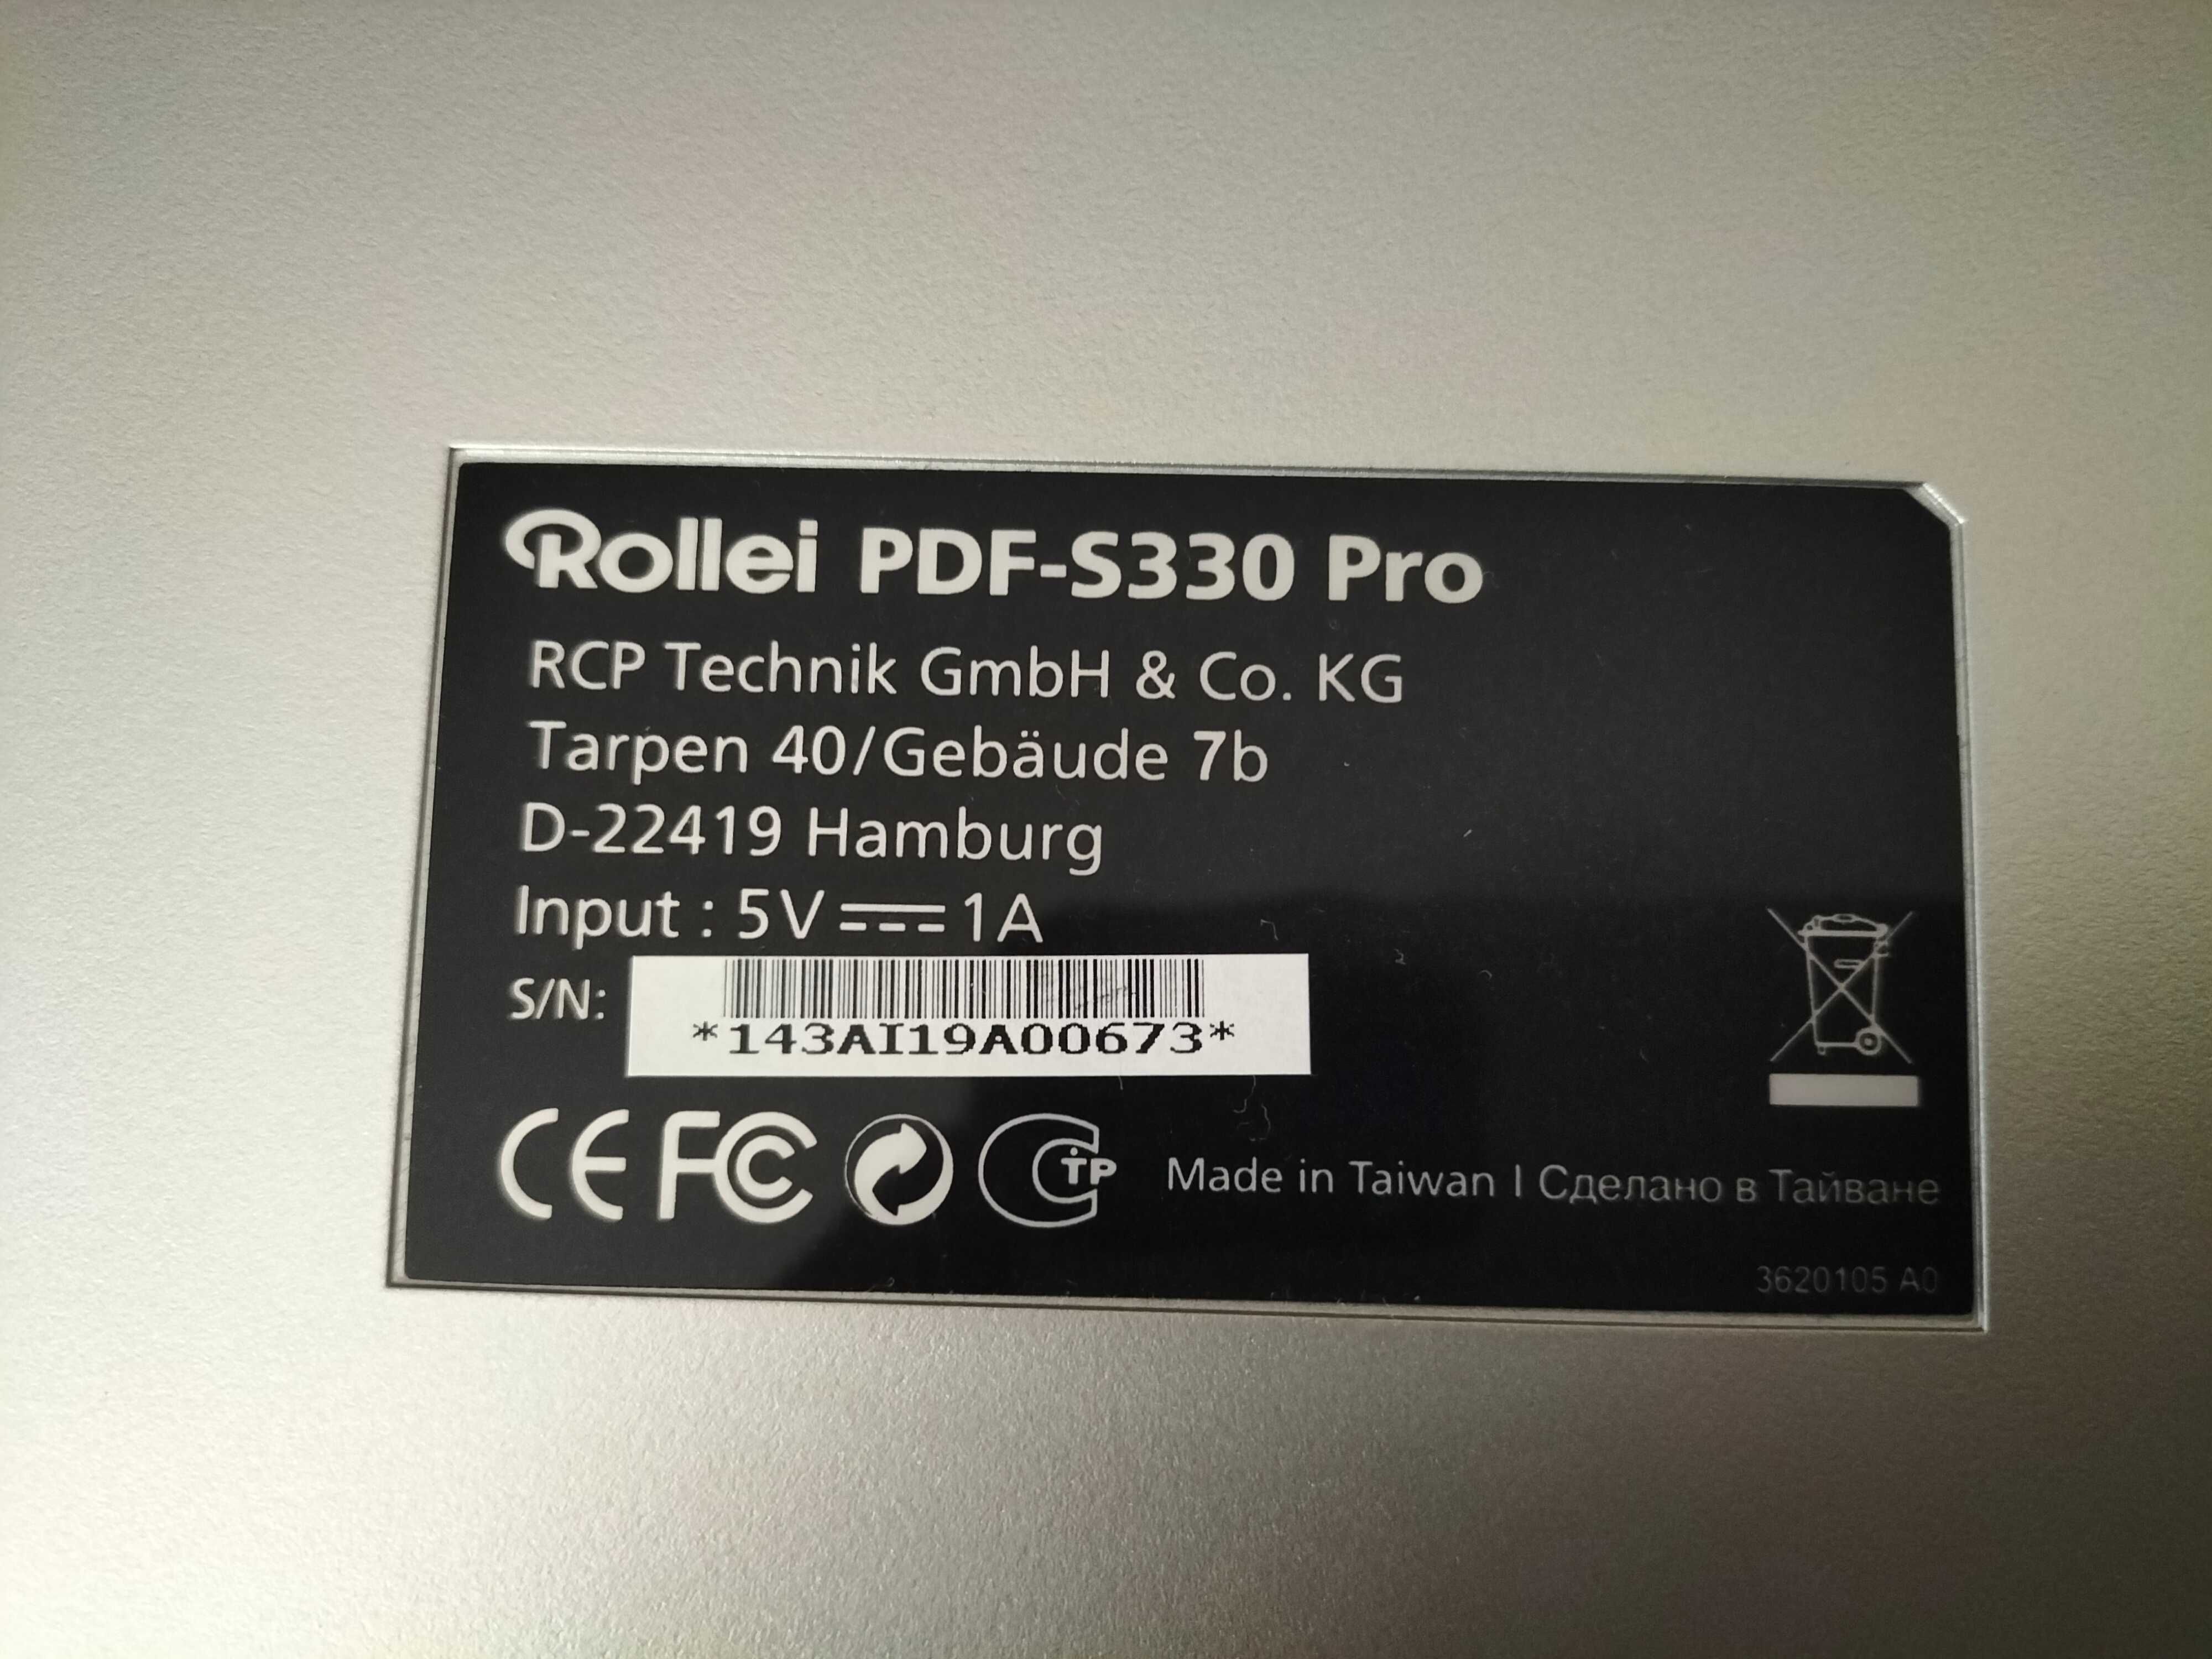 Rollei PDF-S330 Pro
RCP Technik GmbH & Co. KG
Tarpen 40/Gebäude 7b
D-22419 Hamburg
Input : 5V ⎓ 1A
S/N:
*143AI19A00673*
CE FC CTP Made in Taiwan I Сделано в Тайване
3620105 A0